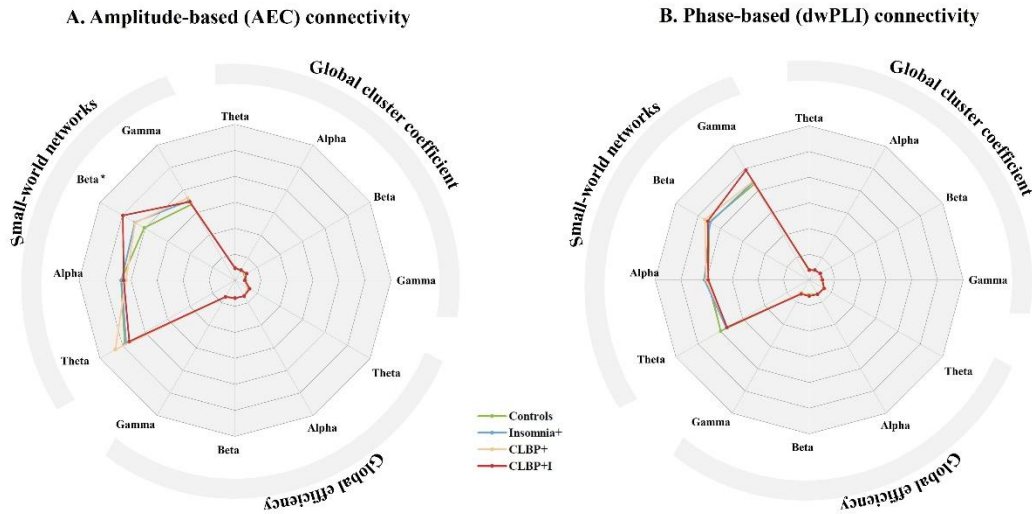 A. Amplitude-based (AEC) connectivity
Small-world networks
Global cluster coefficient
Global efficiency
Theta
Alpha
Beta
Gamma
Theta
Alpha
Beta
Gamma
Theta
Alpha
Beta*
Gamma
Controls
Insomnia+
CLBP+
CLBP+I
B. Phase-based (dwPLI) connectivity
Small-world networks
Global cluster coefficient
Global efficiency
Theta
Alpha
Beta
Gamma
Theta
Alpha
Beta
Gamma
Theta
Alpha
Beta
Gamma